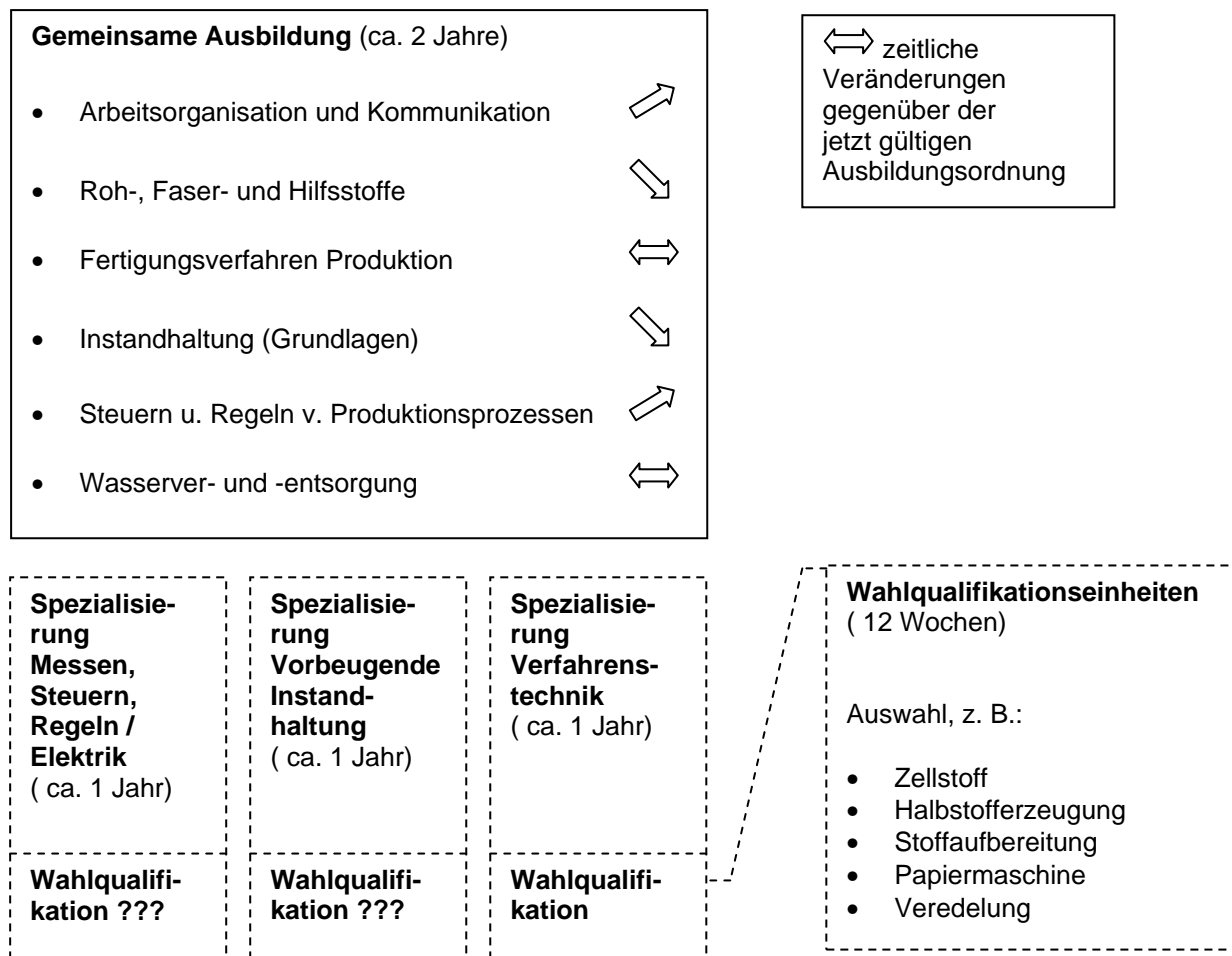 Gemeinsame Ausbildung (ca. 2 Jahre)
• Arbeitsorganisation und Kommunikation
• Roh-, Faser- und Hilfsstoffe
• Fertigungsverfahren Produktion
• Instandhaltung (Grundlagen)
• Steuern u. Regeln v. Produktionsprozessen
• Wasserver- und -entsorgung
zeitliche
Veränderungen
gegenüber der
jetzt gültigen
Ausbildungsordnung
Spezialisie-
rung
Messen,
Steuern,
Regeln /
Elektrik
( ca. 1 Jahr)
Wahlqualifi-
kation ???
Spezialisie-
rung
Vorbeugende
Instand-
haltung
( ca. 1 Jahr)
Wahlqualifi-
kation ???
Spezialisie-
rung
Verfahrens-
technik
( ca. 1 Jahr)
Wahlqualifi-
kation
Wahlqualifikationseinheiten
( 12 Wochen)
Auswahl, z. B.:
• Zellstoff
• Halbstofferzeugung
• Stoffaufbereitung
• Papiermaschine
• Veredelung